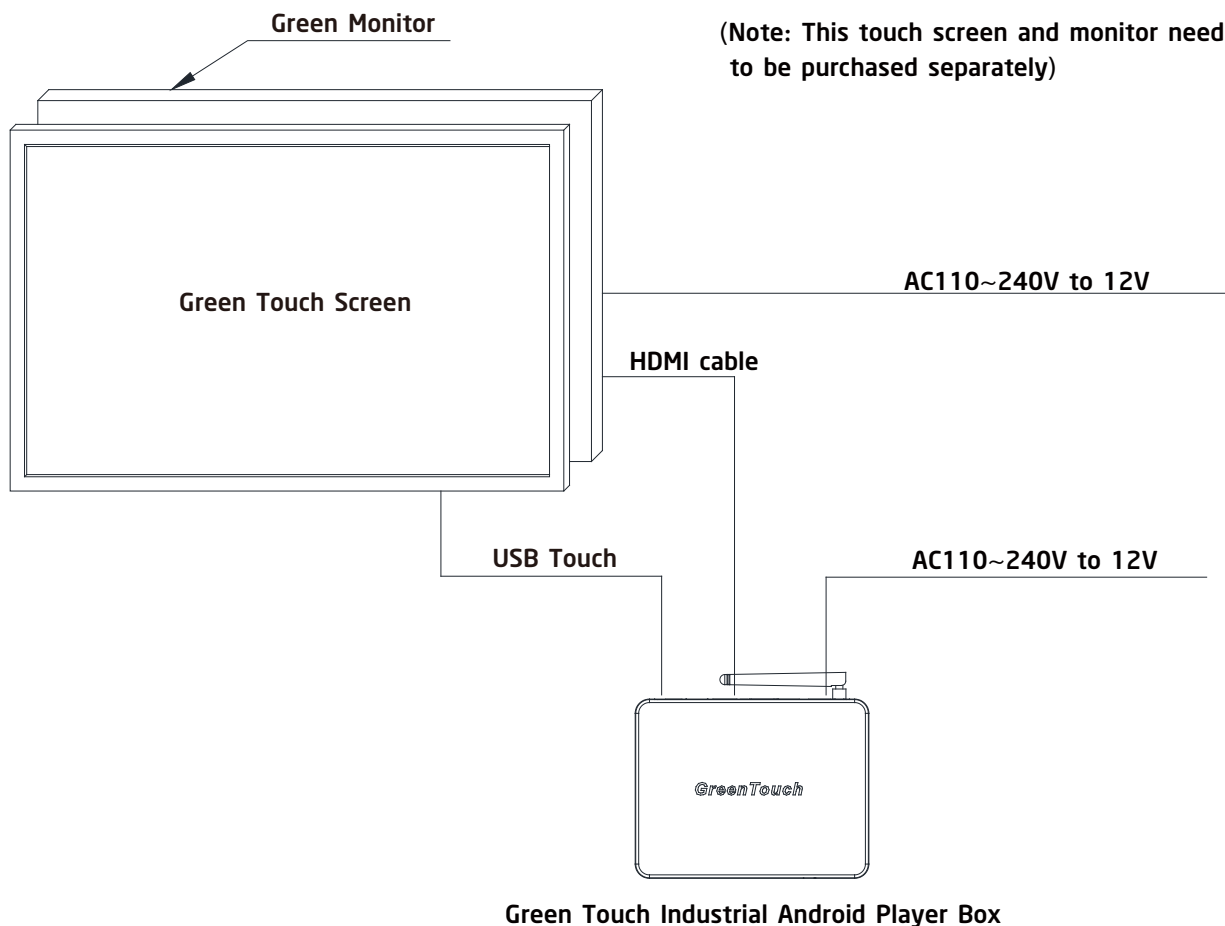 Green Monitor
(Note: This touch screen and monitor need
to be purchased separately)
Green Touch Screen
AC110~240V to 12V
HDMI cable
USB Touch
AC110~240V to 12V
GreenTouch
Green Touch Industrial Android Player Box